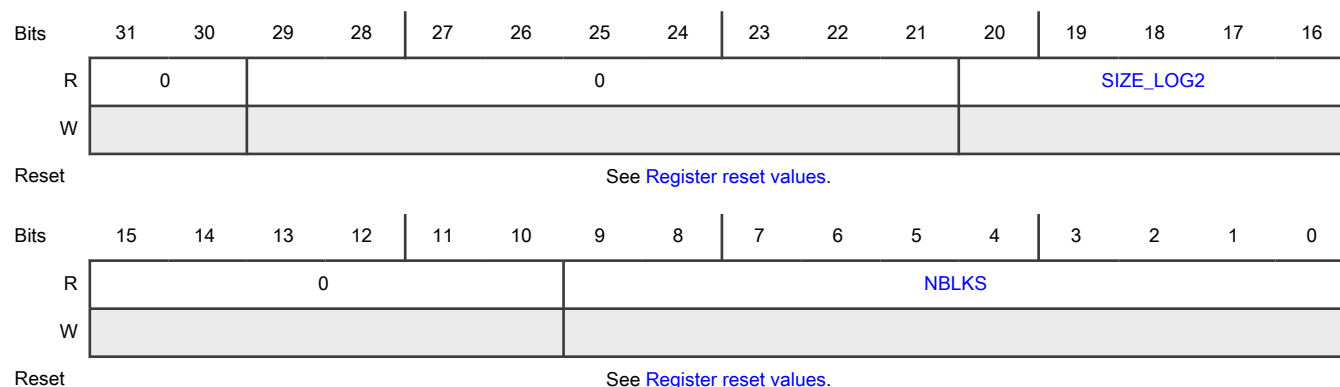 Bits 31 30 29 28 27 26 25 24 23 22 21 20 19 18 17 16
R 0 0 SIZE_LOG2
W
Reset See Register reset values.
Bits 15 14 13 12 11 10 9 8 7 6 5 4 3 2 1 0
R 0 NBLKS
W
Reset See Register reset values.